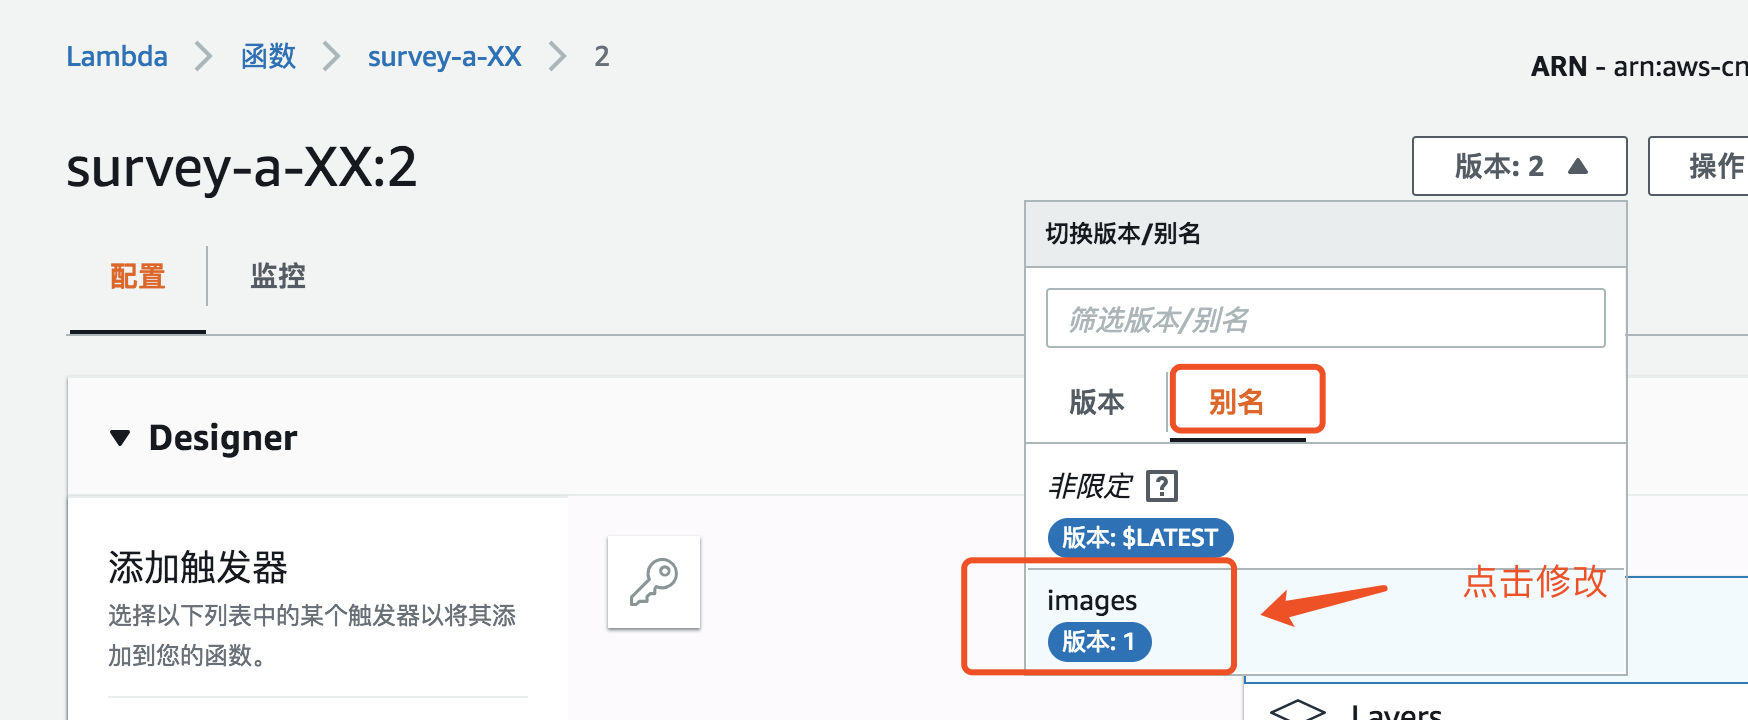 Lambda > 函数 > survey-a-XX > 2
ARN - arn:aws-cn
survey-a-XX:2
版本: 2 ▲
操作
切换版本/别名
配置
监控
筛选版本/别名
版本
别名
Designer
非限定 ?
版本: $LATEST
添加触发器
选择以下列表中的某个触发器以将其添
加到您的函数。
images
版本: 1
点击修改
Layers